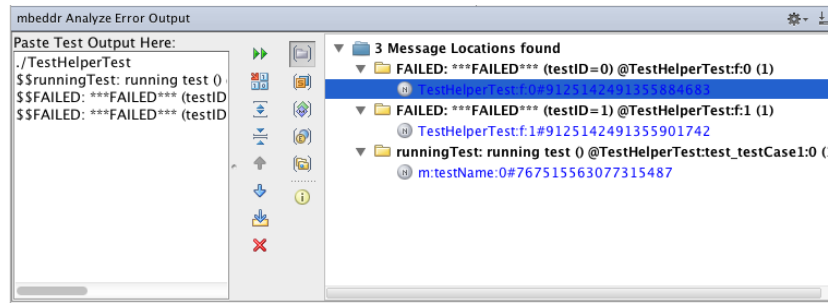 mbeddr Analyze Error Output
Paste Test Output Here:
./TestHelperTest
$$runningTest: running test ()
$$FAILED: ***FAILED*** (testID
$$FAILED: ***FAILED*** (testID
3 Message Locations found
FAILED: ***FAILED*** (testID=0) @TestHelperTest:f:0 (1)
TestHelperTest:f:0#9125142491355884683
FAILED: ***FAILED*** (testID=1) @TestHelperTest:f:1 (1)
TestHelperTest:f:1#9125142491355901742
runningTest: running test () @TestHelperTest:test_testCase1:0 (
m:testName:0#767515563077315487